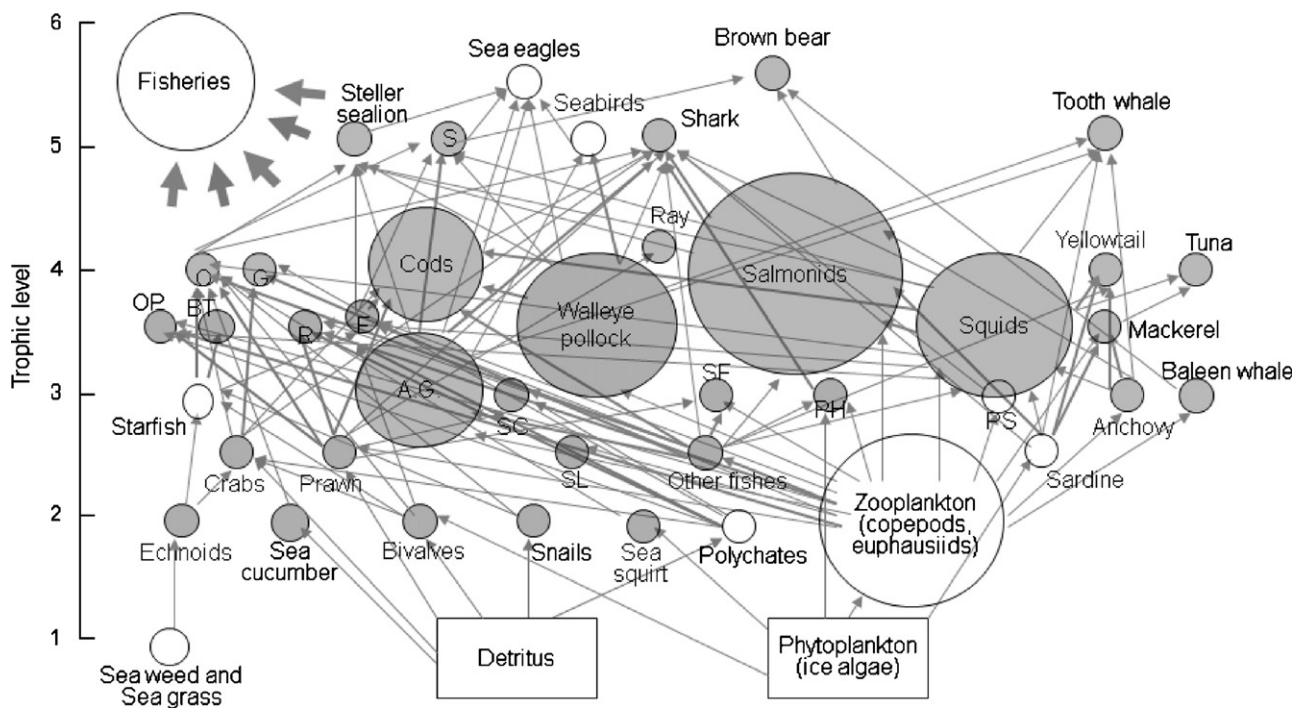 6
Brown bear
Sea eagles
Fisheries
Steller
sealion
Seabirds
Tooth whale
Shark
S
5
Ray
Yellowtail
Tuna
Cods
Salmonids
4
O
G
OP
BT
Walleye
pollock
Squids
R
F
Mackerel
Trophic level
A.G.
SF
Baleen whale
3
SC
PH
PS
Starfish
Anchovy
Crabs
Prawn
SL
Other fishes
Sardine
Zooplankton
(copepods,
euphausiids)
2
Echnoids
Sea
cucumber
Bivalves
Snails
Sea
squirt
Polychates
1
Detritus
Phytoplankton
(ice algae)
Sea weed and
Sea grass